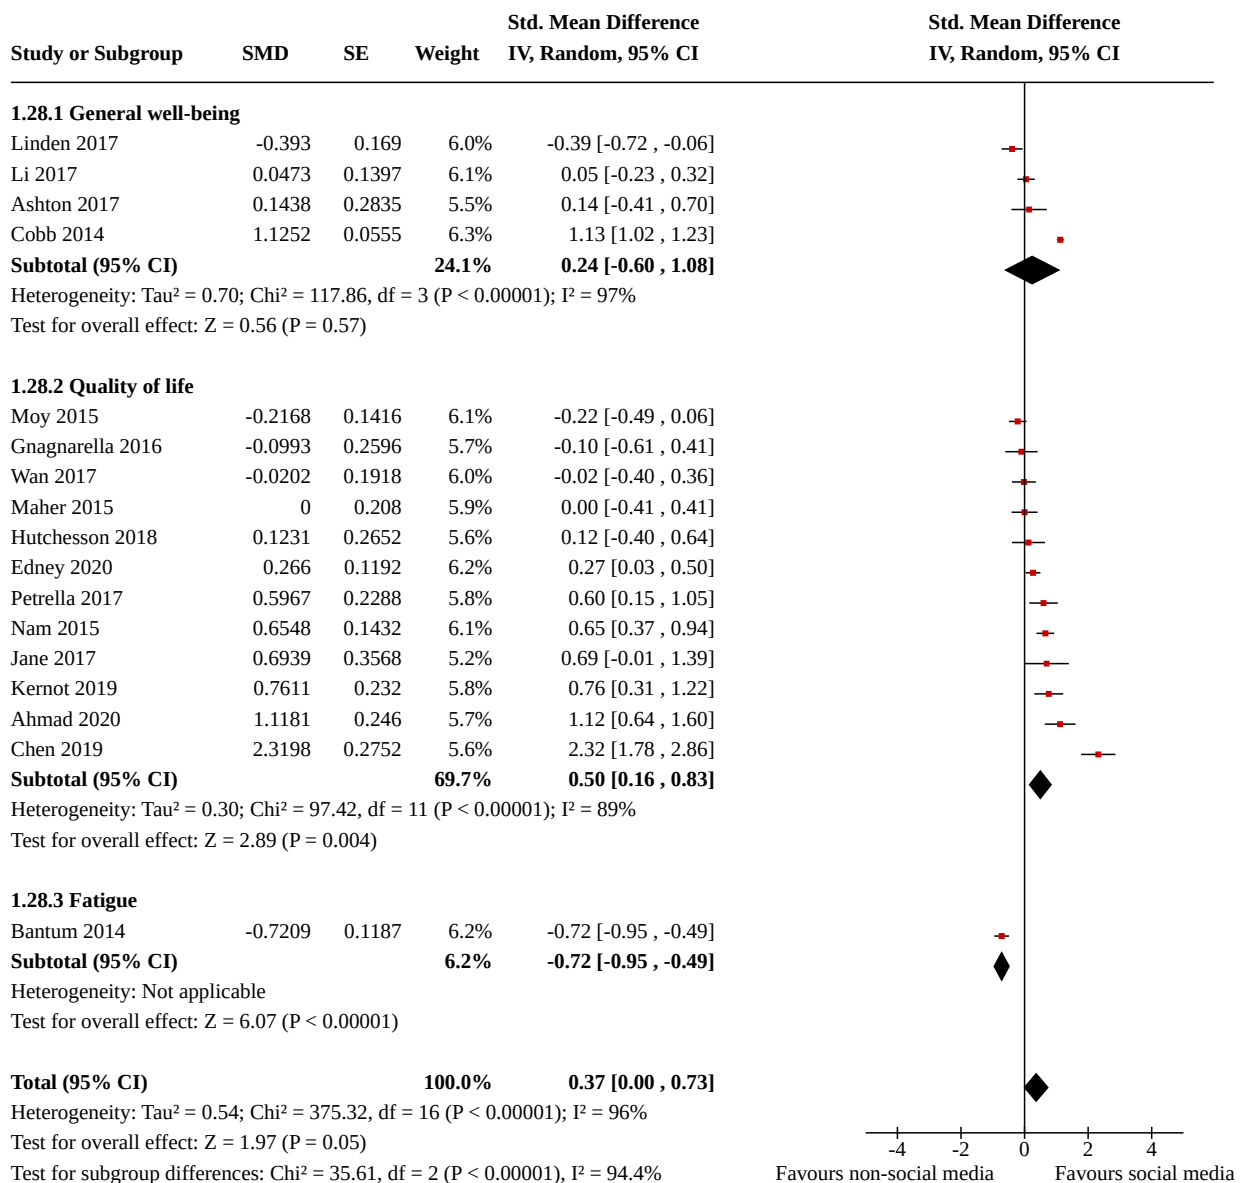 Std. Mean Difference Std. Mean Difference
Study or Subgroup SMD SE Weight IV, Random, 95% CI IV, Random, 95% CI
1.28.1 General well-being
Linden 2017 -0.393 0.169 6.0% -0.39 [-0.72 , -0.06]
Li 2017 0.0473 0.1397 6.1% 0.05 [-0.23 , 0.32]
Ashton 2017 0.1438 0.2835 5.5% 0.14 [-0.41 , 0.70]
Cobb 2014 1.1252 0.0555 6.3% 1.13 [1.02 , 1.23]
Subtotal (95% CI) 24.1% 0.24 [-0.60 , 1.08]
Heterogeneity: Tau² = 0.70; Chi² = 117.86, df = 3 (P < 0.00001); I² = 97%
Test for overall effect: Z = 0.56 (P = 0.57)
1.28.2 Quality of life
Moy 2015 -0.2168 0.1416 6.1% -0.22 [-0.49 , 0.06]
Gnagnarella 2016 -0.0993 0.2596 5.7% -0.10 [-0.61 , 0.41]
Wan 2017 -0.0202 0.1918 6.0% -0.02 [-0.40 , 0.36]
Maher 2015 0 0.208 5.9% 0.00 [-0.41 , 0.41]
Hutchesson 2018 0.1231 0.2652 5.6% 0.12 [-0.40 , 0.64]
Edney 2020 0.266 0.1192 6.2% 0.27 [0.03 , 0.50]
Petrella 2017 0.5967 0.2288 5.8% 0.60 [0.15 , 1.05]
Nam 2015 0.6548 0.1432 6.1% 0.65 [0.37 , 0.94]
Jane 2017 0.6939 0.3568 5.2% 0.69 [-0.01 , 1.39]
Kernot 2019 0.7611 0.232 5.8% 0.76 [0.31 , 1.22]
Ahmad 2020 1.1181 0.246 5.7% 1.12 [0.64 , 1.60]
Chen 2019 2.3198 0.2752 5.6% 2.32 [1.78 , 2.86]
Subtotal (95% CI) 69.7% 0.50 [0.16 , 0.83]
Heterogeneity: Tau² = 0.30; Chi² = 97.42, df = 11 (P < 0.00001); I² = 89%
Test for overall effect: Z = 2.89 (P = 0.004)
1.28.3 Fatigue
Bantum 2014 -0.7209 0.1187 6.2% -0.72 [-0.95 , -0.49]
Subtotal (95% CI) 6.2% -0.72 [-0.95 , -0.49]
Heterogeneity: Not applicable
Test for overall effect: Z = 6.07 (P < 0.00001)
Total (95% CI) 100.0% 0.37 [0.00 , 0.73]
Heterogeneity: Tau² = 0.54; Chi² = 375.32, df = 16 (P < 0.00001); I² = 96%
Test for overall effect: Z = 1.97 (P = 0.05) -4 -2 0 2 4
Test for subgroup differences: Chi² = 35.61, df = 2 (P < 0.00001), I² = 94.4% Favours non-social media Favours social media